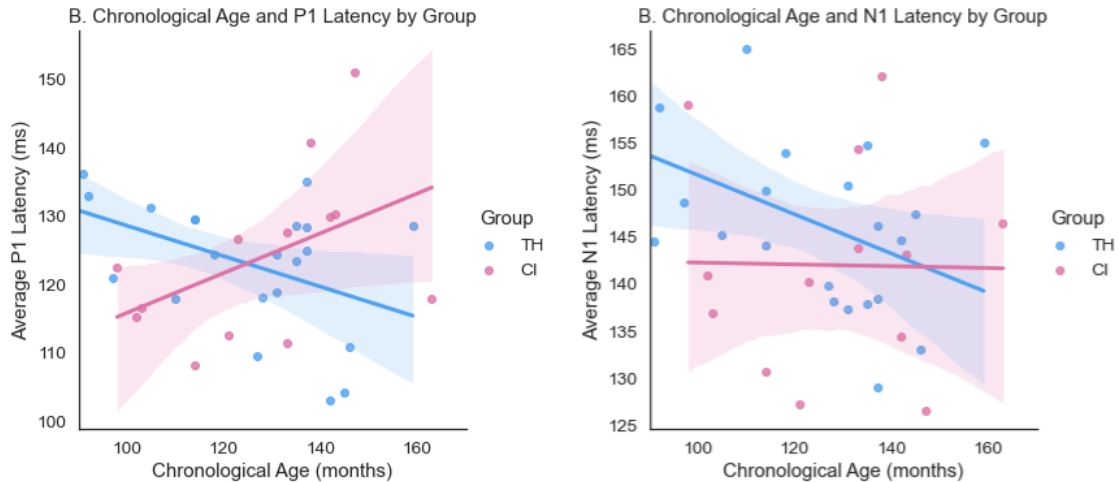 B. Chronological Age and P1 Latency by Group
150
140
130
120
110
100
Average P1 Latency (ms)
100
120
140
160
Chronological Age (months)
Group
TH
CI
B. Chronological Age and N1 Latency by Group
165
160
155
150
145
140
135
130
125
Average N1 Latency (ms)
100
120
140
160
Chronological Age (months)
Group
TH
CI